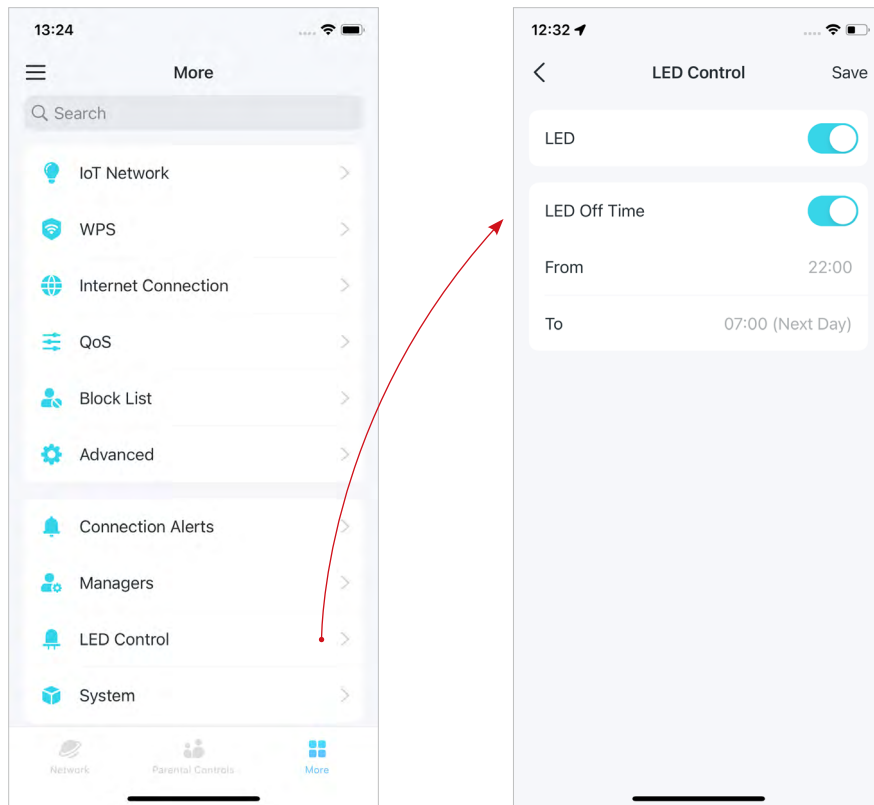 13:24
More
Search
IoT Network
WPS
Internet Connection
QoS
Block List
Advanced
Connection Alerts
Managers
LED Control
System
Network Parental Controls More
12:32
LED Control Save
LED
LED Off Time
From 22:00
To 07:00 (Next Day)